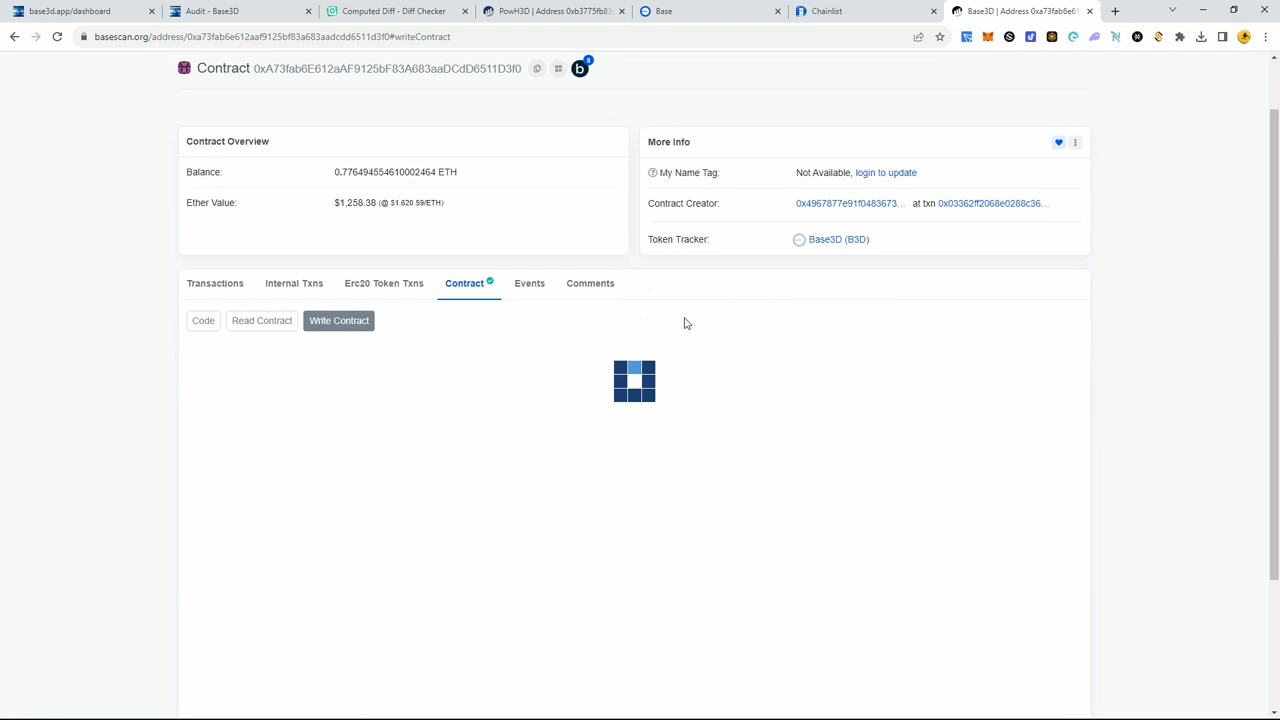 base3d.app/dashboard
Audit - Base3D
Computed Diff - Diff Checker
PowH3D | Address 0xb3775fb83
Base
Chainlist
Base3D | Address 0xa73fab6e61
basescan.org/address/0xa73fab6e612aaf9125bf83a683aadcdd6511d3f0#writeContract
Contract 0xA73fab6E612aAF9125bF83A683aaDCdD6511D3f0
b
3
Contract Overview
Balance: 0.776494554610002464 ETH
Ether Value: $1,258.38 (@ $1,620.59/ETH)
More Info
My Name Tag: Not Available, login to update
Contract Creator: 0x4967877e91f0483673... at txn 0x03362ff2068e0288c36...
Token Tracker: Base3D (B3D)
Transactions Internal Txns Erc20 Token Txns Contract Events Comments
Code Read Contract Write Contract